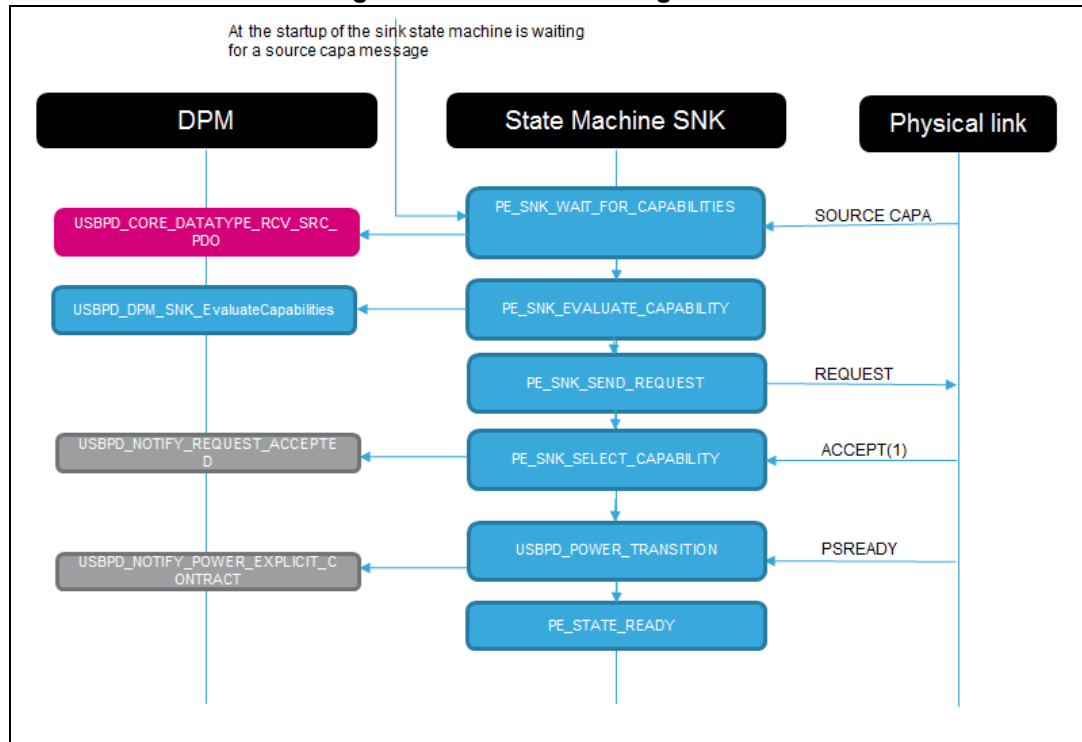 At the startup of the sink state machine is waiting
for a source capa message
DPM
State Machine SNK
Physical link
PE_SNK_WAIT_FOR_CAPABILITIES
SOURCE CAPA
USBPD_CORE_DATATYPE_RCV_SRC_
PDO
USBPD_DPM_SNK_EvaluateCapabilities
PE_SNK_EVALUATE_CAPABILITY
PE_SNK_SEND_REQUEST
REQUEST
USBPD_NOTIFY_REQUEST_ACCEPTE
D
PE_SNK_SELECT_CAPABILITY
ACCEPT(1)
USBPD_NOTIFY_POWER_EXPLICIT_C
ONTRACT
USBPD_POWER_TRANSITION
PSREADY
PE_STATE_READY